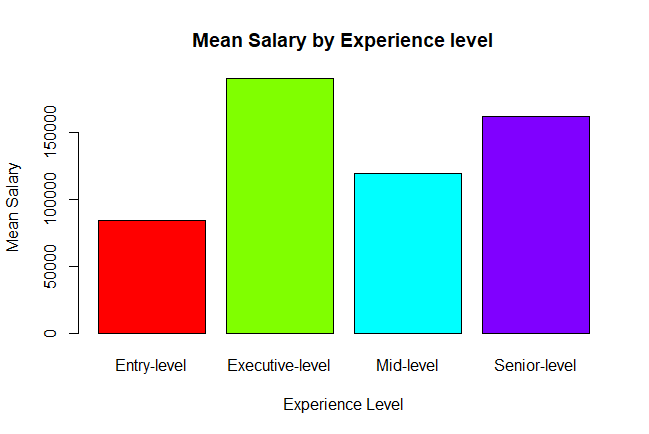 Mean Salary by Experience level
Mean Salary
150000
100000
50000
0
Entry-level Executive-level Mid-level Senior-level
Experience Level